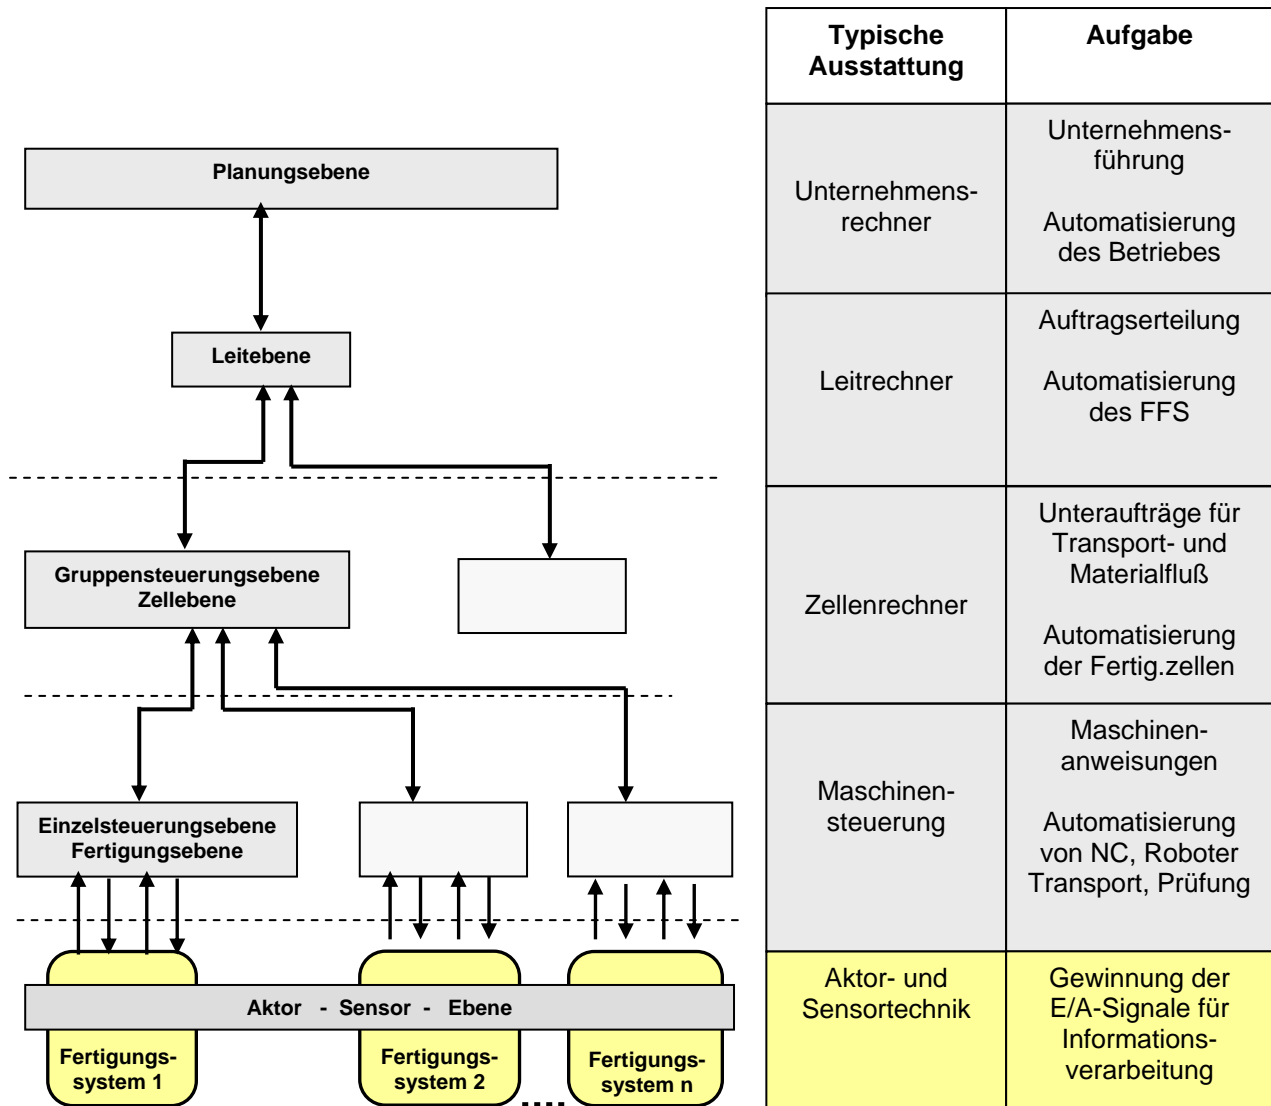 Planungsebene
Leitebene
Gruppensteuerungsebene
Zellebene
Einzelsteuerungsebene
Fertigungsebene
Aktor - Sensor - Ebene
Fertigungs-
system 1
Fertigungs-
system 2
....
Fertigungs-
system n
Typische
Ausstattung
Aufgabe
Unternehmens-
rechner
Unternehmens-
führung
Automatisierung
des Betriebes
Leitrechner
Auftragserteilung
Automatisierung
des FFS
Zellenrechner
Unteraufträge für
Transport- und
Materialfluß
Automatisierung
der Fertig.zellen
Maschinen-
steuerung
Maschinen-
anweisungen
Automatisierung
von NC, Roboter
Transport, Prüfung
Aktor- und
Sensortechnik
Gewinnung der
E/A-Signale für
Informations-
verarbeitung